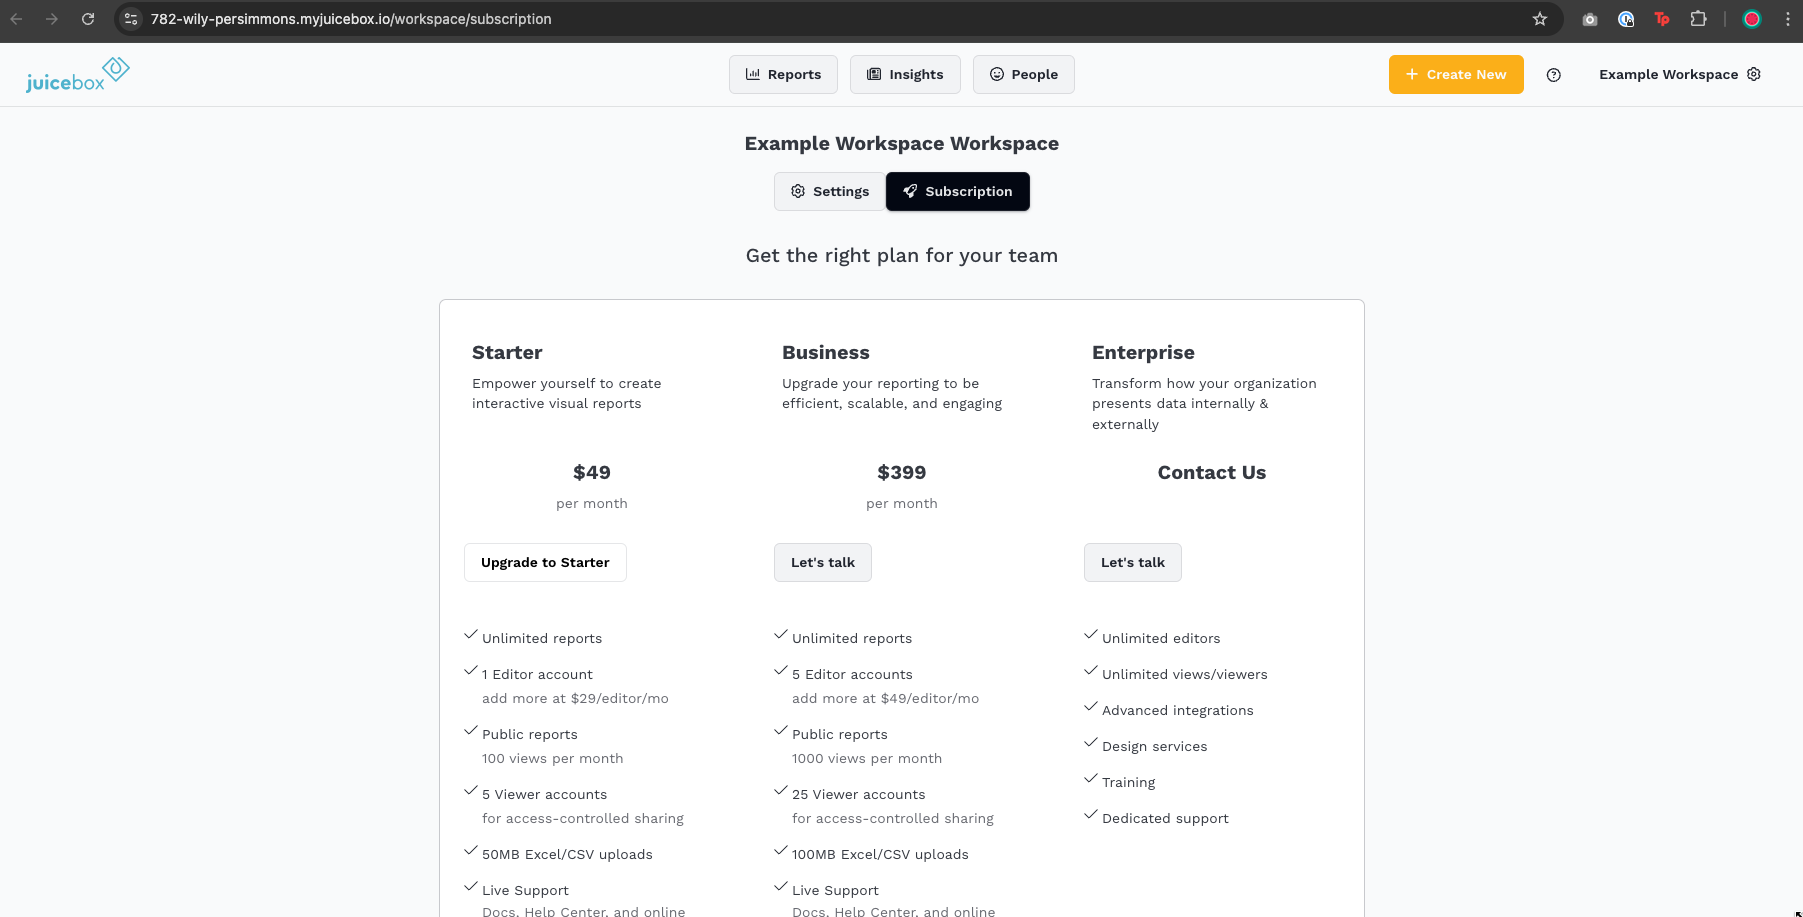 782-wily-persimmons.myjuicebox.io/workspace/subscription
Tp
juicebox
Reports
Insights
People
+ Create New
Example Workspace
Example Workspace Workspace
Settings
Subscription
Get the right plan for your team
Starter
Empower yourself to create
interactive visual reports
$49
per month
Upgrade to Starter
Unlimited reports
1 Editor account
add more at $29/editor/mo
Public reports
100 views per month
5 Viewer accounts
for access-controlled sharing
50MB Excel/CSV uploads
Live Support
Docs, Help Center, and online
Business
Upgrade your reporting to be
efficient, scalable, and engaging
$399
per month
Let's talk
Unlimited reports
5 Editor accounts
add more at $49/editor/mo
Public reports
1000 views per month
25 Viewer accounts
for access-controlled sharing
100MB Excel/CSV uploads
Live Support
Docs, Help Center, and online
Enterprise
Transform how your organization
presents data internally &
externally
Contact Us
Let's talk
Unlimited editors
Unlimited views/viewers
Advanced integrations
Design services
Training
Dedicated support